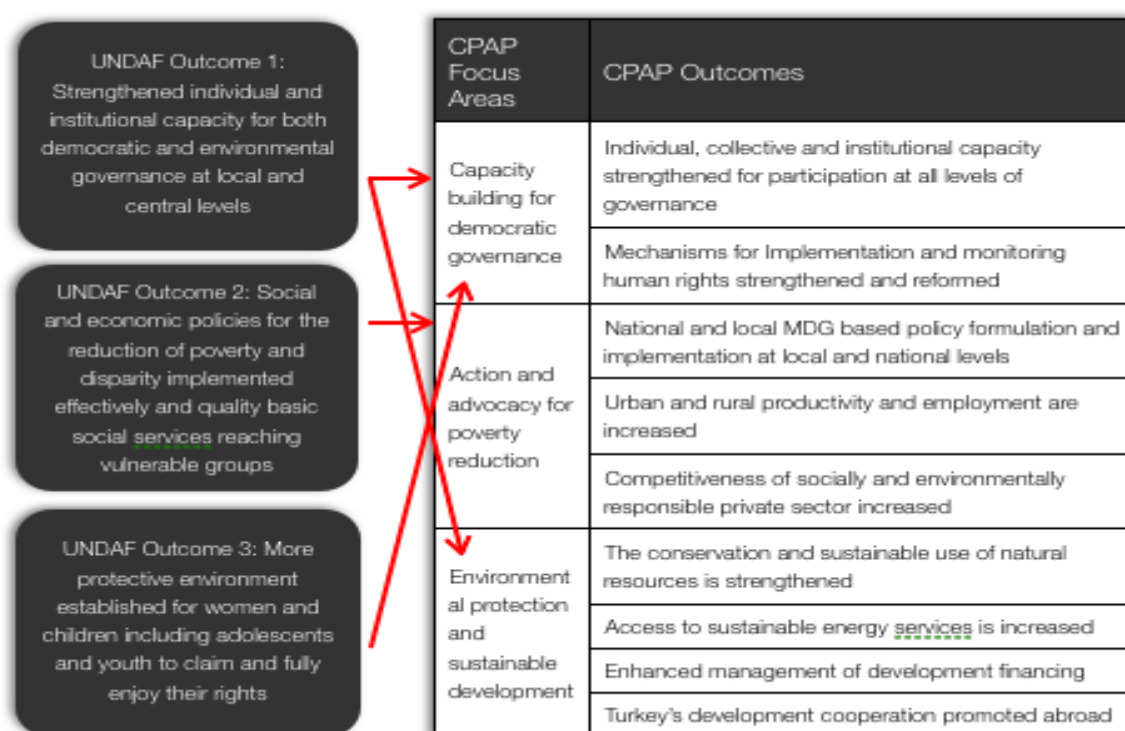 UNDAF Outcome 1:
Strengthened individual and
institutional capacity for both
democratic and environmental
governance at local and
central levels
UNDAF Outcome 2: Social
and economic policies for the
reduction of poverty and
disparity implemented
effectively and quality basic
social services reaching
vulnerable groups
UNDAF Outcome 3: More
protective environment
established for women and
children including adolescents
and youth to claim and fully
enjoy their rights
CPAP
Focus
Areas
CPAP Outcomes
Capacity
building for
democratic
governance
Individual, collective and institutional capacity
strengthened for participation at all levels of
governance
Mechanisms for Implementation and monitoring
human rights strengthened and reformed
Action and
advocacy for
poverty
reduction
National and local MDG based policy formulation and
implementation at local and national levels
Urban and rural productivity and employment are
increased
Competitiveness of socially and environmentally
responsible private sector increased
Environment
al protection
and
sustainable
development
The conservation and sustainable use of natural
resources is strengthened
Access to sustainable energy services is increased
Enhanced management of development financing
Turkey's development cooperation promoted abroad